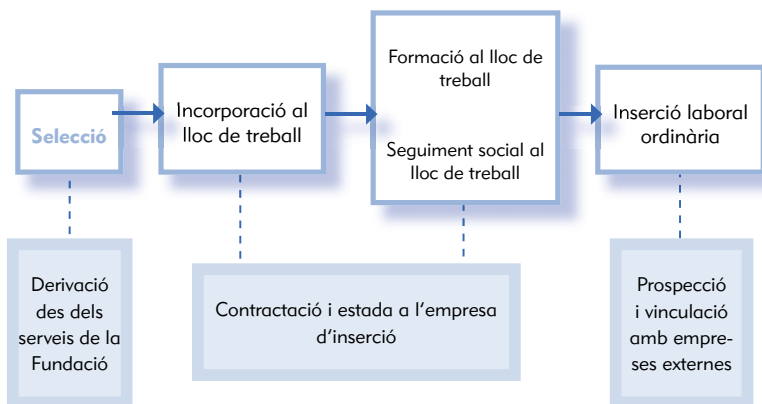 Selecció
Incorporació al
lloc de treball
Formació al lloc de
treball
Seguiment social al
lloc de treball
Inserció laboral
ordinària
Derivació
des dels
serveis de la
Fundació
Contractació i estada a l'empresa
d'inserció
Prospecció
i vinculació
amb empre-
ses externes